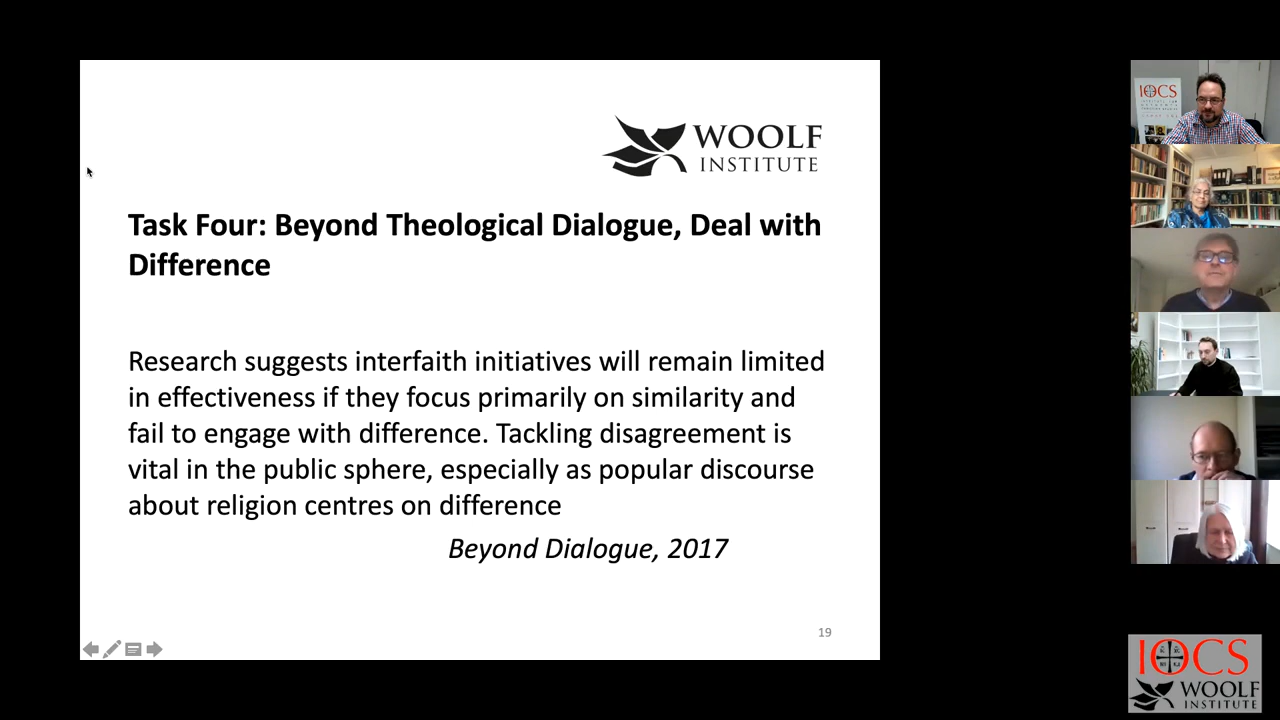 WOOLF
INSTITUTE
Task Four: Beyond Theological Dialogue, Deal with
Difference
Research suggests interfaith initiatives will remain limited
in effectiveness if they focus primarily on similarity and
fail to engage with difference. Tackling disagreement is
vital in the public sphere, especially as popular discourse
about religion centres on difference
Beyond Dialogue, 2017
19
IOCS
IOCS
WOOLF
INSTITUTE